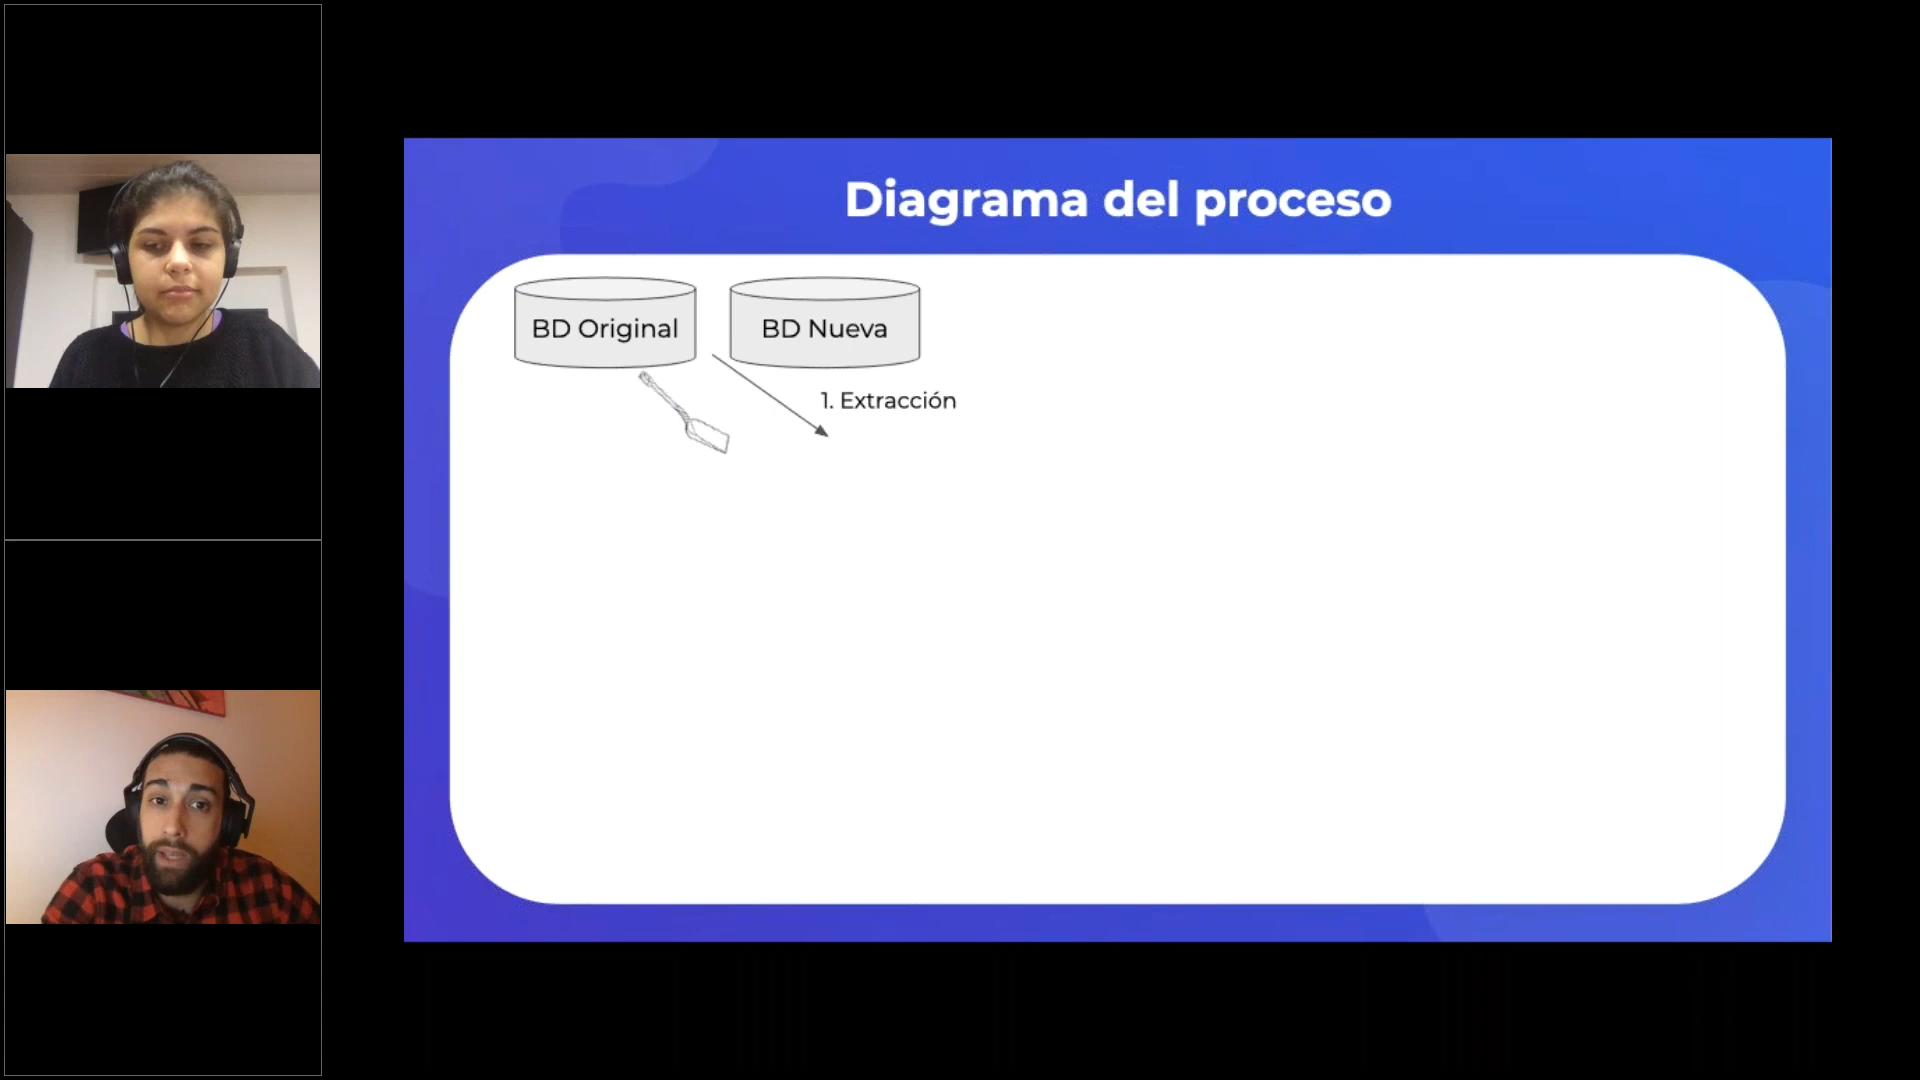 Diagrama del proceso
BD Original
BD Nueva
1. Extracción